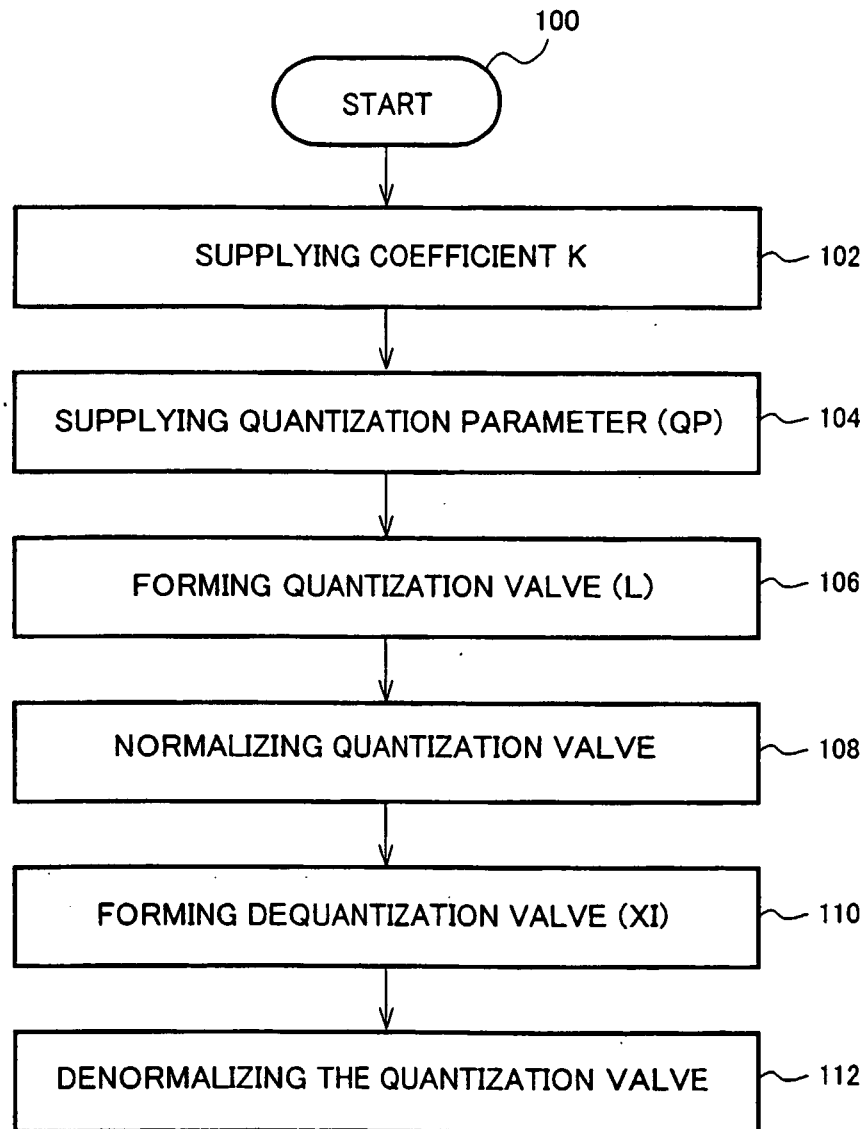 100
START
SUPPLYING COEFFICIENT K
102
SUPPLYING QUANTIZATION PARAMETER (QP)
104
FORMING QUANTIZATION VALVE (L)
106
NORMALIZING QUANTIZATION VALVE
108
FORMING DEQUANTIZATION VALVE (XI)
110
DENORMALIZING THE QUANTIZATION VALVE
112